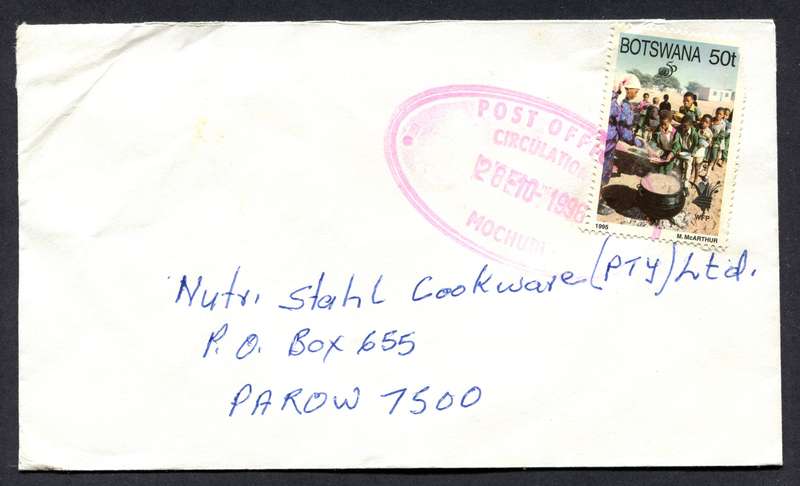 BOTSWANA 50t
WFP
1995 M. McARTHUR
POST OFF
CIRCULATION
1996
MOCHUDI
Nutri Stahl Cookware (PTY) Ltd.
P.O. Box 655
PAROW 7500